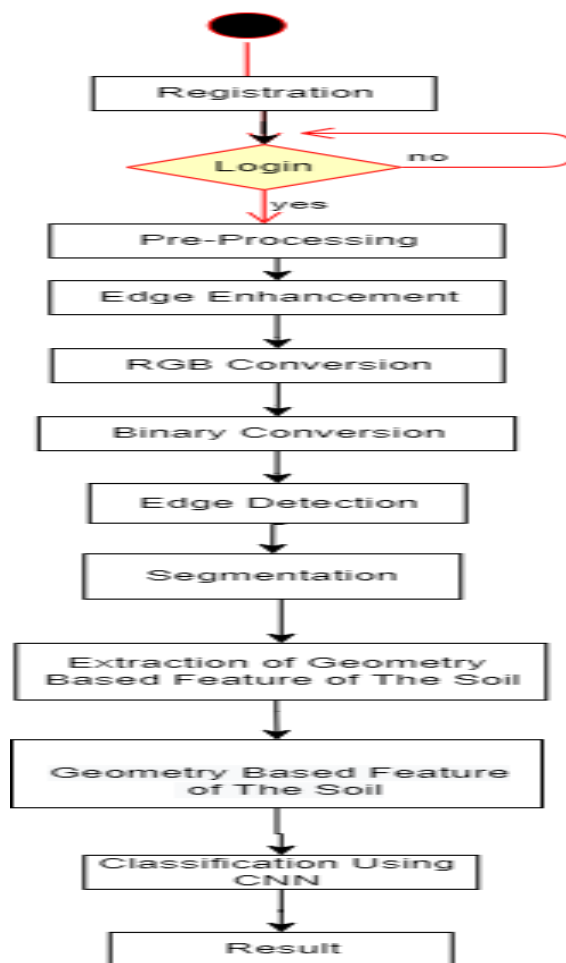 Registration
Login
no
yes
Pre-Processing
Edge Enhancement
RGB Conversion
Binary Conversion
Edge Detection
Segmentation
Extraction of Geometry
Based Feature of The Soil
Geometry Based Feature
of The Soil
Classification Using
CNN
Result